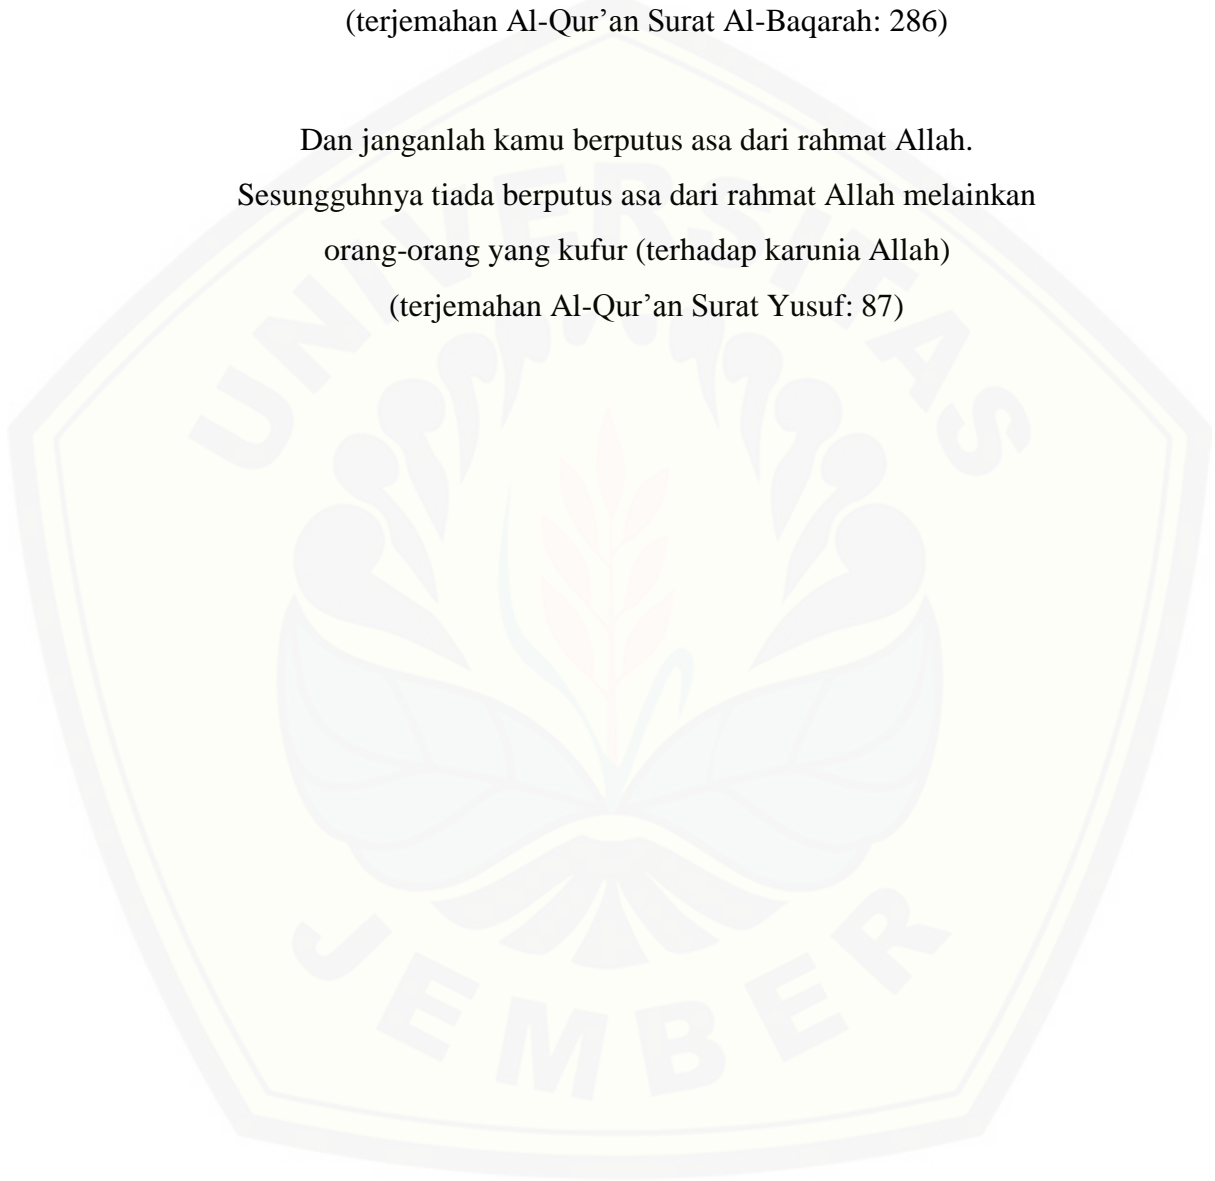 (terjemahan Al-Qur’an Surat Al-Baqarah: 286)
Dan janganlah kamu berputus asa dari rahmat Allah.
Sesungguhnya tiada berputus asa dari rahmat Allah melainkan
orang-orang yang kufur (terhadap karunia Allah)
(terjemahan Al-Qur’an Surat Yusuf: 87)
UNIVERSITAS
JEMBER